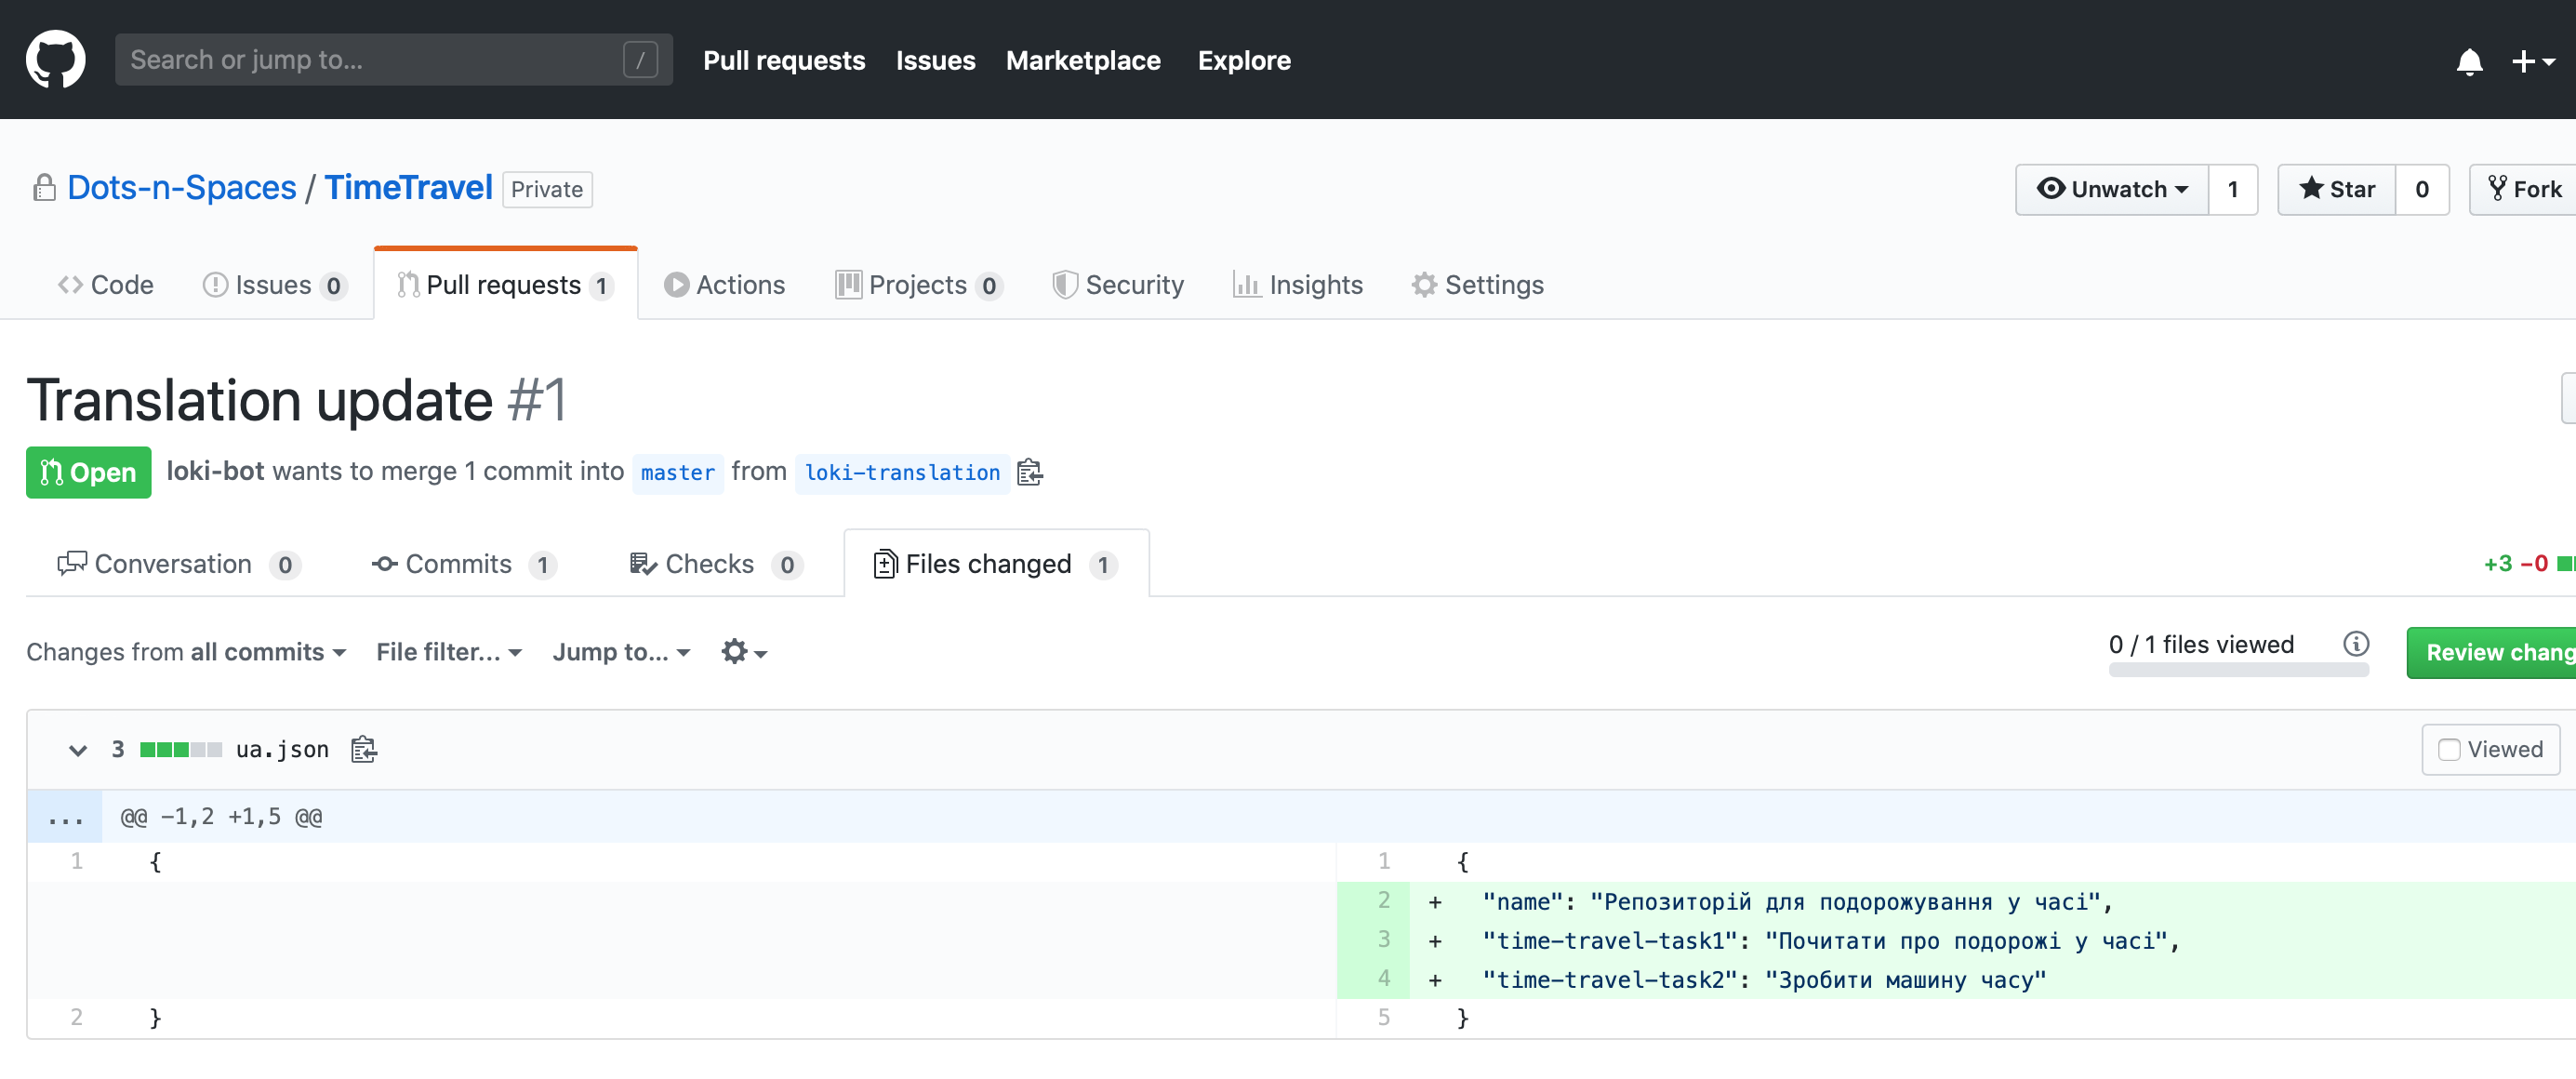 Search or jump to... /
Pull requests Issues Marketplace Explore
Dots-n-Spaces / TimeTravel Private
Unwatch 1 Star 0 Fork
Code Issues 0 Pull requests 1 Actions Projects 0 Security Insights Settings
Translation update #1
Open loki-bot wants to merge 1 commit into master from loki-translation
Conversation 0 Commits 1 Checks 0 Files changed 1
+3 −0
Changes from all commits File filter... Jump to...
0 / 1 files viewed
Review chang
3 ua.json
Viewed
... @@ −1,2 +1,5 @@
1 { 1 {
2 + "name": "Репозиторій для подорожування у часі",
3 + "time-travel-task1": "Почитати про подорожі у часі",
4 + "time-travel-task2": "Зробити машину часу"
2 } 5 }